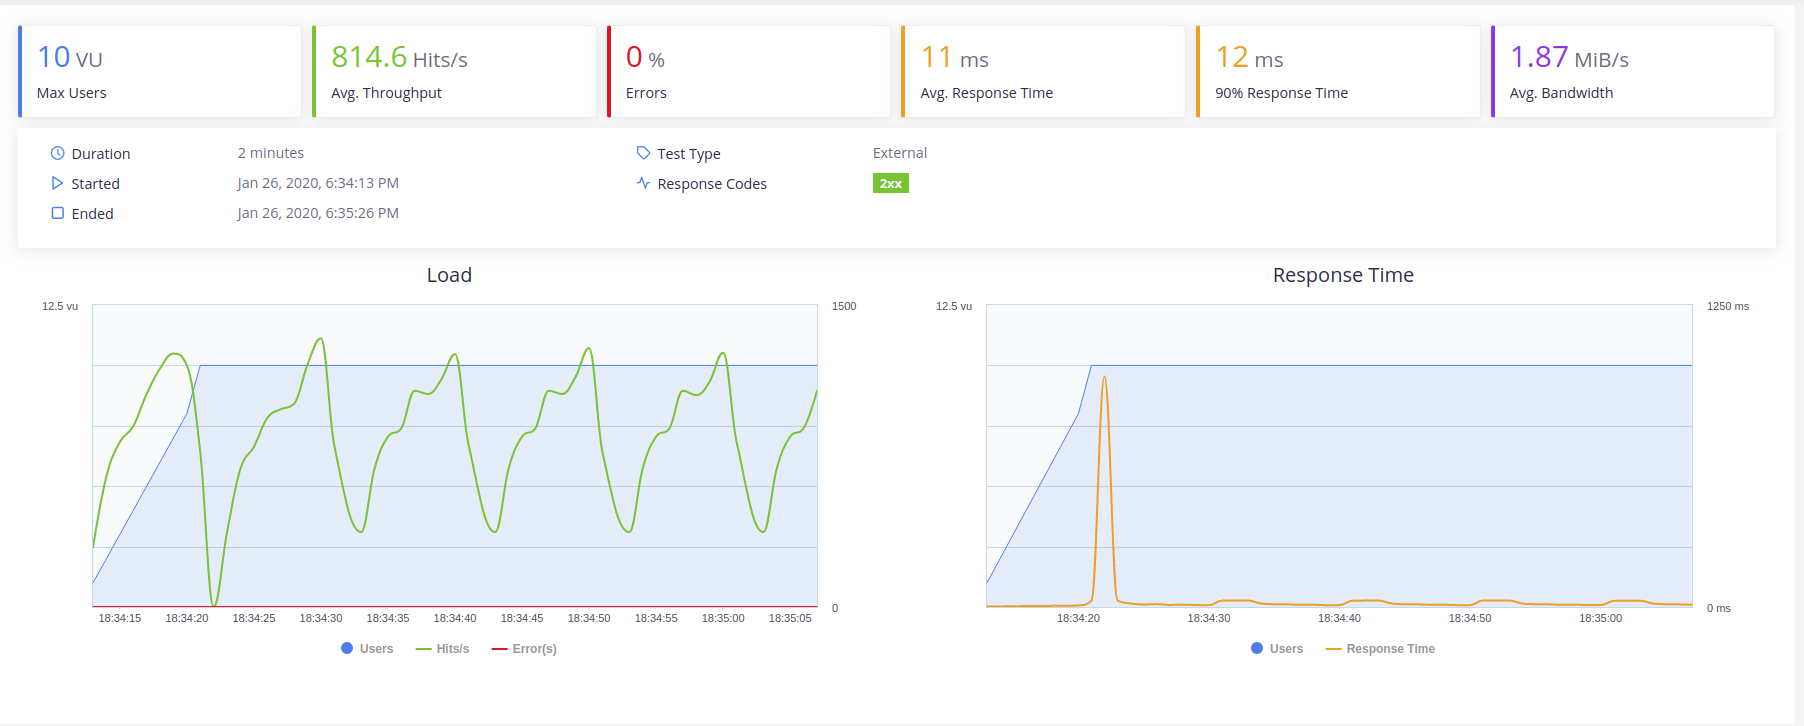 10 VU
Max Users
814.6 Hits/s
Avg. Throughput
0 %
Errors
11 ms
Avg. Response Time
12 ms
90% Response Time
1.87 MiB/s
Avg. Bandwidth
Duration 2 minutes
Started Jan 26, 2020, 6:34:13 PM
Ended Jan 26, 2020, 6:35:26 PM
Test Type External
Response Codes 2xx
Load
12.5 vu 1500
0
18:34:15 18:34:20 18:34:25 18:34:30 18:34:35 18:34:40 18:34:45 18:34:50 18:34:55 18:35:00 18:35:05
Users Hits/s Error(s)
Response Time
12.5 vu 1250 ms
0 ms
18:34:20 18:34:30 18:34:40 18:34:50 18:35:00
Users Response Time